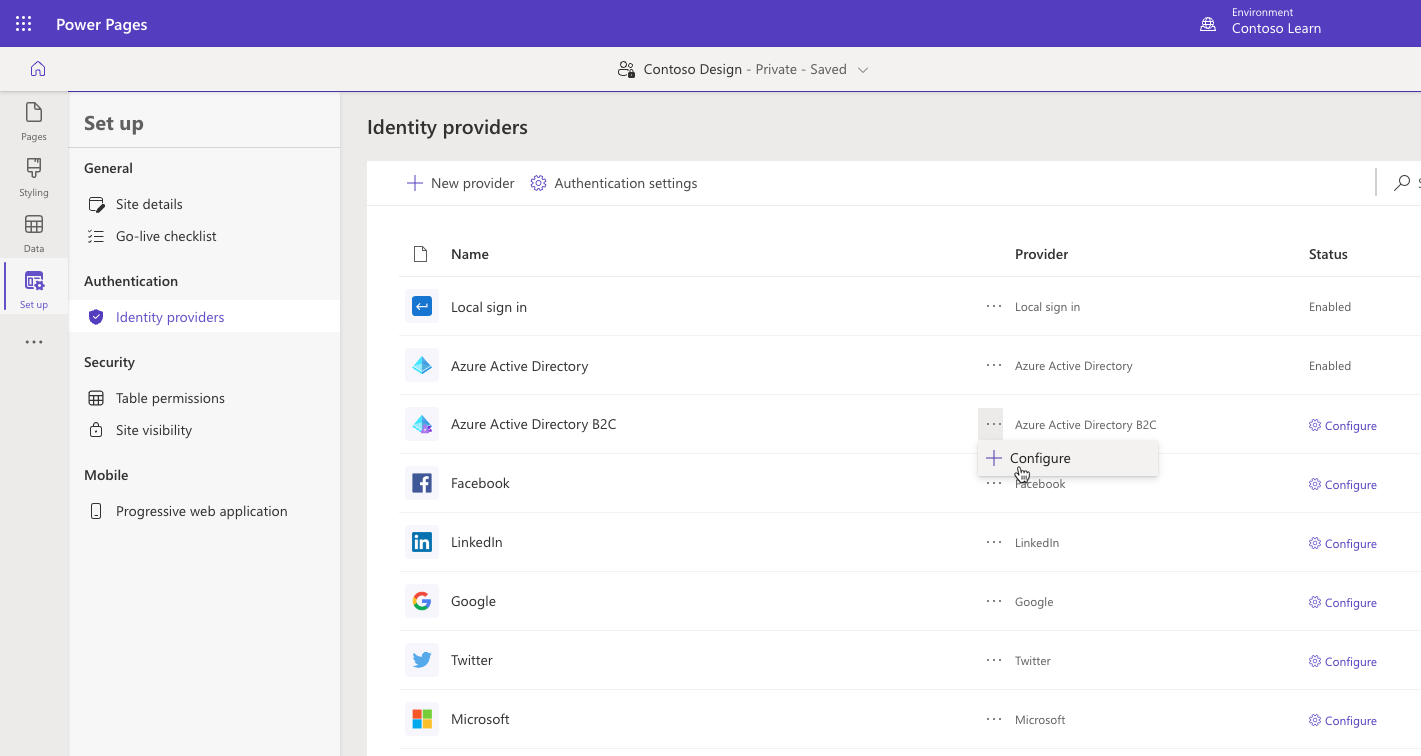 Power Pages
Environment
Contoso Learn
Contoso Design - Private - Saved
Pages
Styling
Data
Set up
Set up
General
Site details
Go-live checklist
Authentication
Identity providers
Security
Table permissions
Site visibility
Mobile
Progressive web application
Identity providers
New provider Authentication settings
Name Provider Status
Local sign in Local sign in Enabled
Azure Active Directory Azure Active Directory Enabled
Azure Active Directory B2C Azure Active Directory B2C Configure
Configure
Facebook Facebook Configure
LinkedIn LinkedIn Configure
Google Google Configure
Twitter Twitter Configure
Microsoft Microsoft Configure